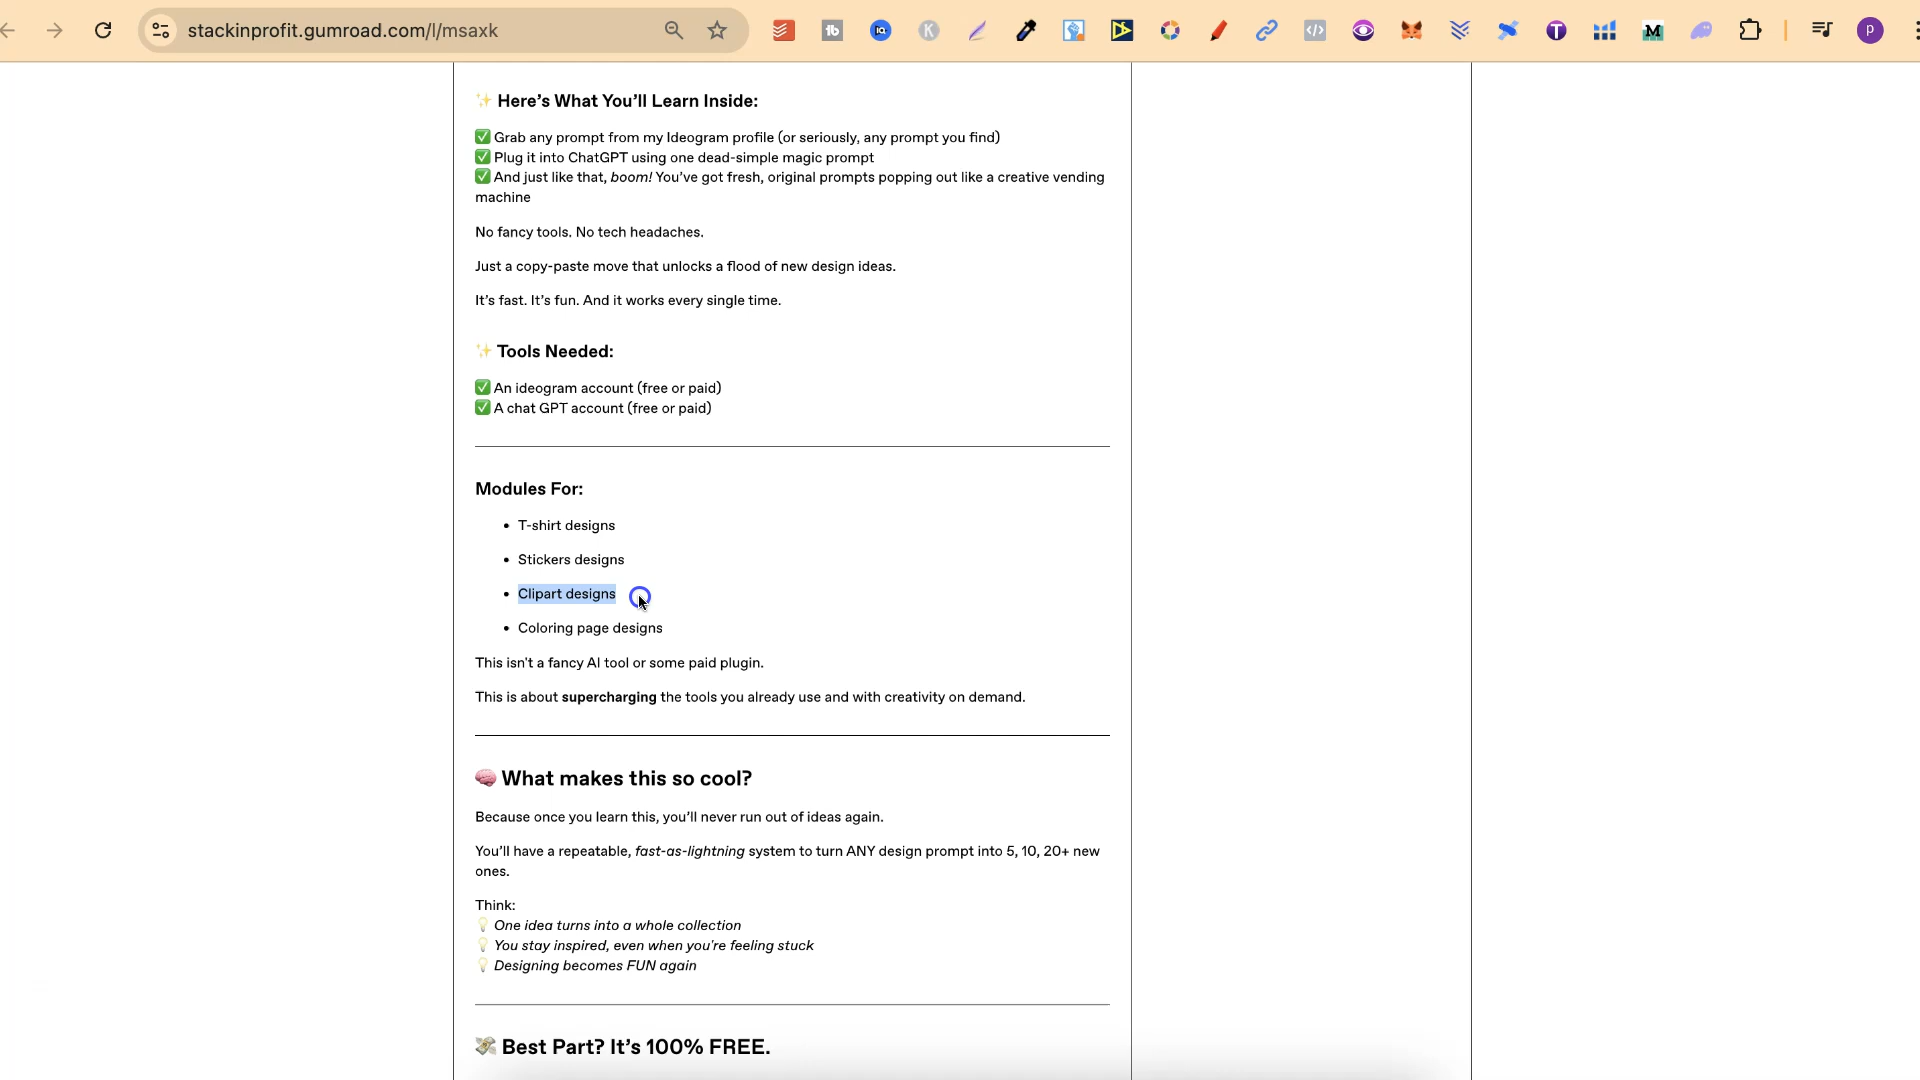 stackinprofit.gumroad.com/l/msaxk
✨ Here’s What You’ll Learn Inside:
✅ Grab any prompt from my Ideogram profile (or seriously, any prompt you find)
✅ Plug it into ChatGPT using one dead-simple magic prompt
✅ And just like that, boom! You’ve got fresh, original prompts popping out like a creative vending
machine
No fancy tools. No tech headaches.
Just a copy-paste move that unlocks a flood of new design ideas.
It’s fast. It’s fun. And it works every single time.
✨ Tools Needed:
✅ An ideogram account (free or paid)
✅ A chat GPT account (free or paid)
Modules For:
• T-shirt designs
• Stickers designs
• Clipart designs
• Coloring page designs
This isn't a fancy AI tool or some paid plugin.
This is about supercharging the tools you already use and with creativity on demand.
🧠 What makes this so cool?
Because once you learn this, you’ll never run out of ideas again.
You’ll have a repeatable, fast-as-lightning system to turn ANY design prompt into 5, 10, 20+ new
ones.
Think:
💡 One idea turns into a whole collection
💡 You stay inspired, even when you're feeling stuck
💡 Designing becomes FUN again
💸 Best Part? It’s 100% FREE.